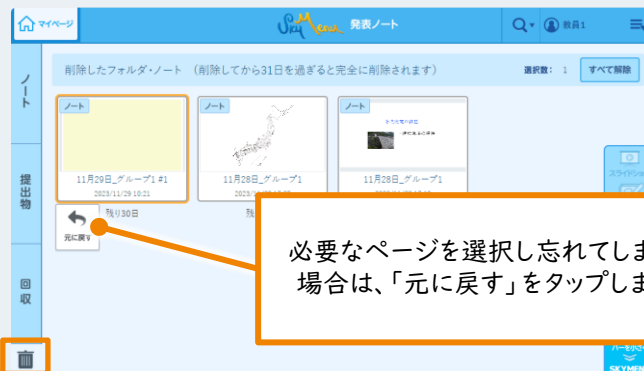 マイページ
発表ノート
教員1
削除したフォルダ・ノート (削除してから31日を過ぎると完全に削除されます)
選択数: 1
すべて解除
ノート
提出物
回収
ノート
11月29日_グループ1 #1
2023/11/29 10:21
残り30日
元に戻す
ノート
11月28日_グループ1
ノート
11月28日_グループ1
必要なページを選択し忘れてしま
場合は、「元に戻す」をタップしま